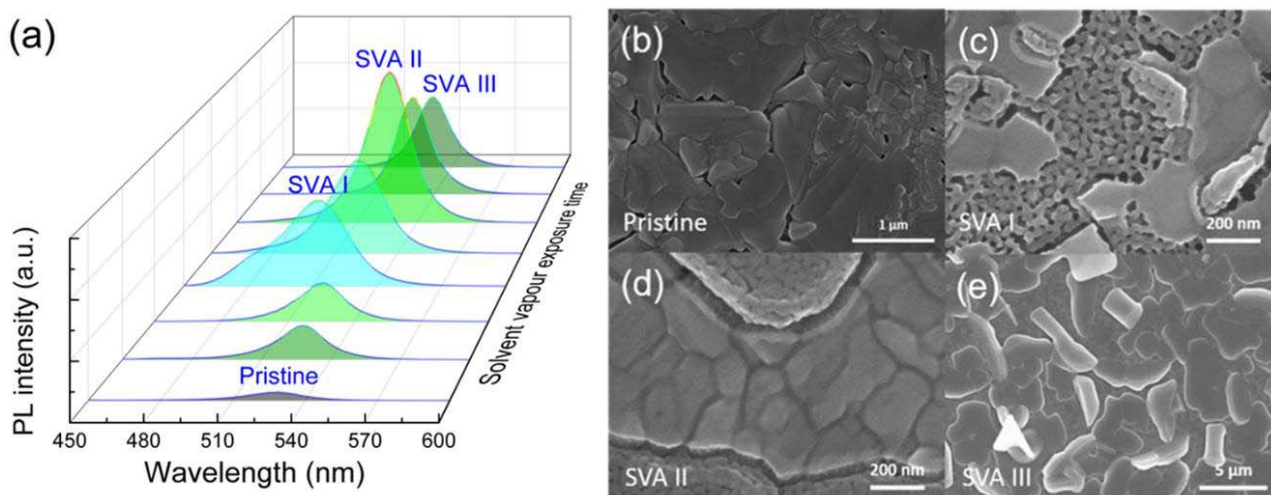 (a)
SVA II
SVA III
SVA I
Pristine
PL intensity (a.u.)
450 480 510 540 570 600
Wavelength (nm)
Solvent vapour exposure time
(b)
Pristine
1 µm
(c)
SVA I
200 nm
(d)
SVA II
200 nm
(e)
SVA III
5 µm